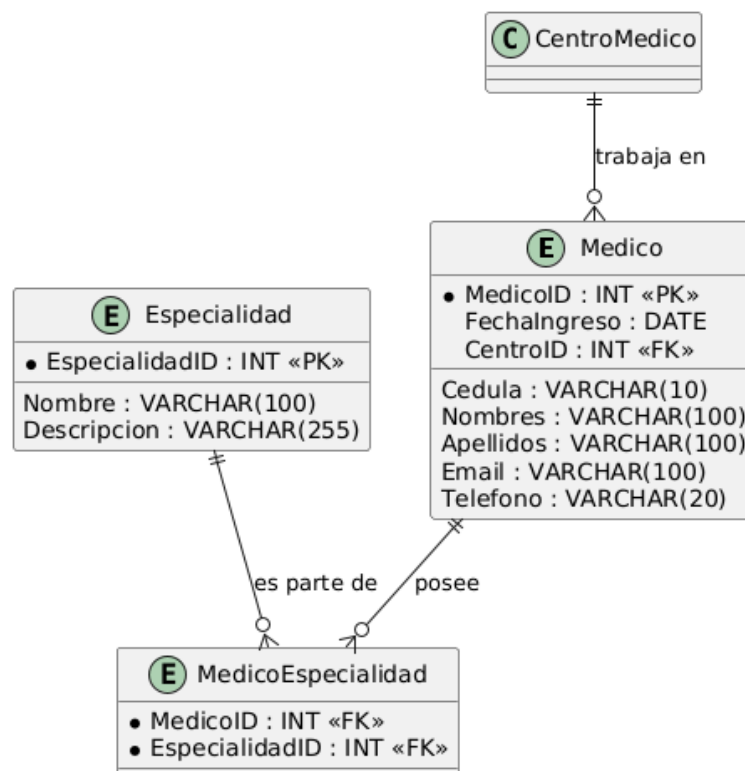 C CentroMedico
trabaja en
E Medico
MedicoID : INT «PK»
FechaIngreso : DATE
CentroID : INT «FK»
Cedula : VARCHAR(10)
Nombres : VARCHAR(100)
Apellidos : VARCHAR(100)
Email : VARCHAR(100)
Telefono : VARCHAR(20)
E Especialidad
EspecialidadID : INT «PK»
Nombre : VARCHAR(100)
Descripcion : VARCHAR(255)
es parte de
posee
E MedicoEspecialidad
MedicoID : INT «FK»
EspecialidadID : INT «FK»